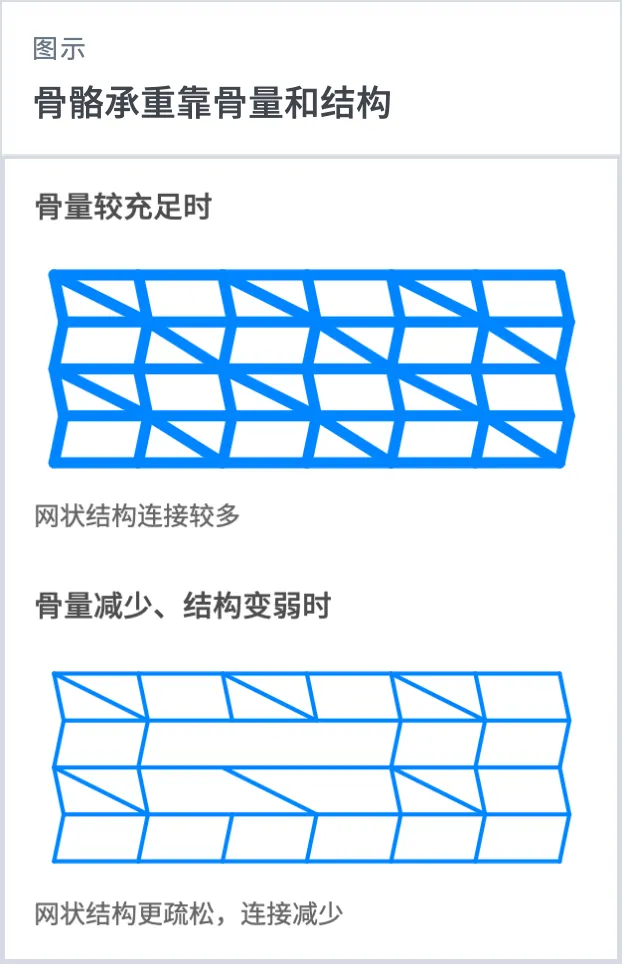 图示
骨骼承重靠骨量和结构
骨量较充足时
网状结构连接较多
骨量减少、结构变弱时
网状结构更疏松，连接减少